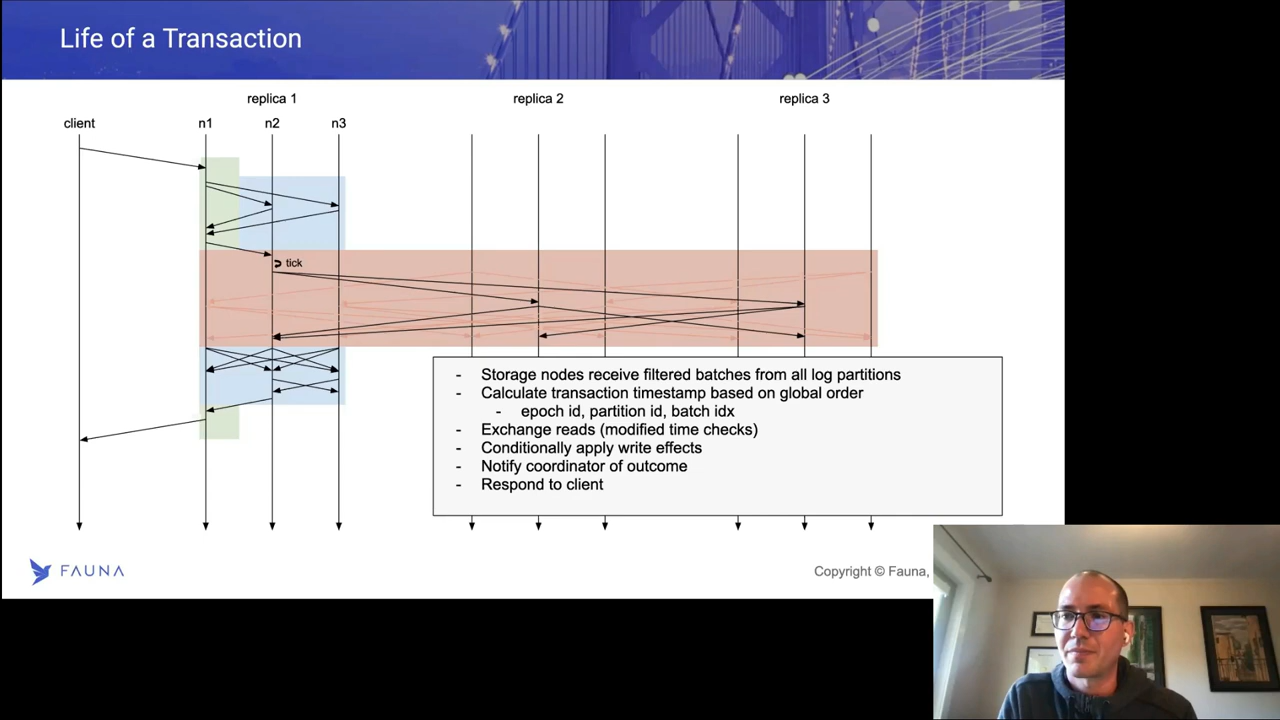 Life of a Transaction
replica 1
replica 2
replica 3
client
n1
n2
n3
tick
- Storage nodes receive filtered batches from all log partitions
- Calculate transaction timestamp based on global order
- epoch id, partition id, batch idx
- Exchange reads (modified time checks)
- Conditionally apply write effects
- Notify coordinator of outcome
- Respond to client
FAUNA
Copyright © Fauna,